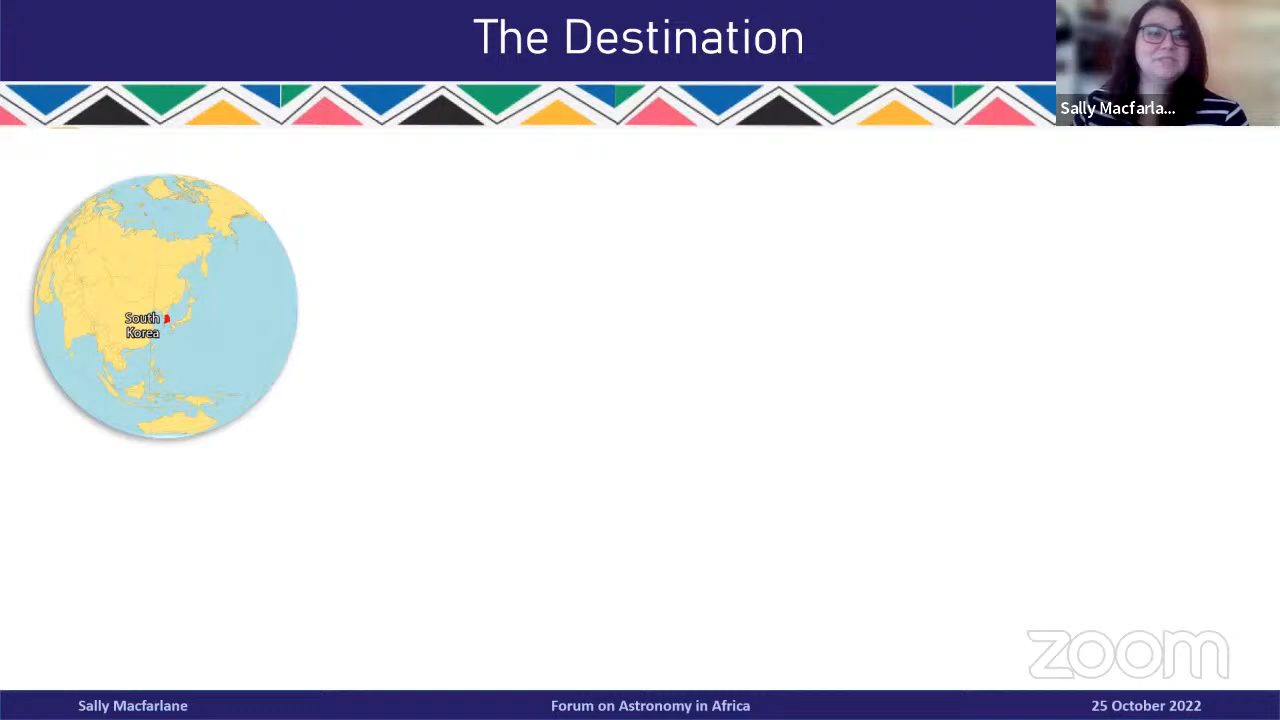 The Destination
Sally Macfarla...
South
Korea
zoom
Sally Macfarlane
Forum on Astronomy in Africa
25 October 2022